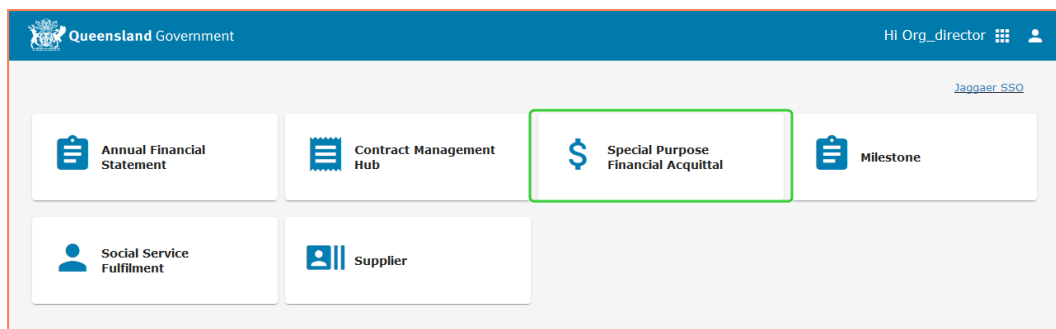 Queensland Government
Hi Org_director
Jaggaer SSO
Annual Financial
Statement
Contract Management
Hub
Special Purpose
Financial Acquittal
Milestone
Social Service
Fulfilment
Supplier